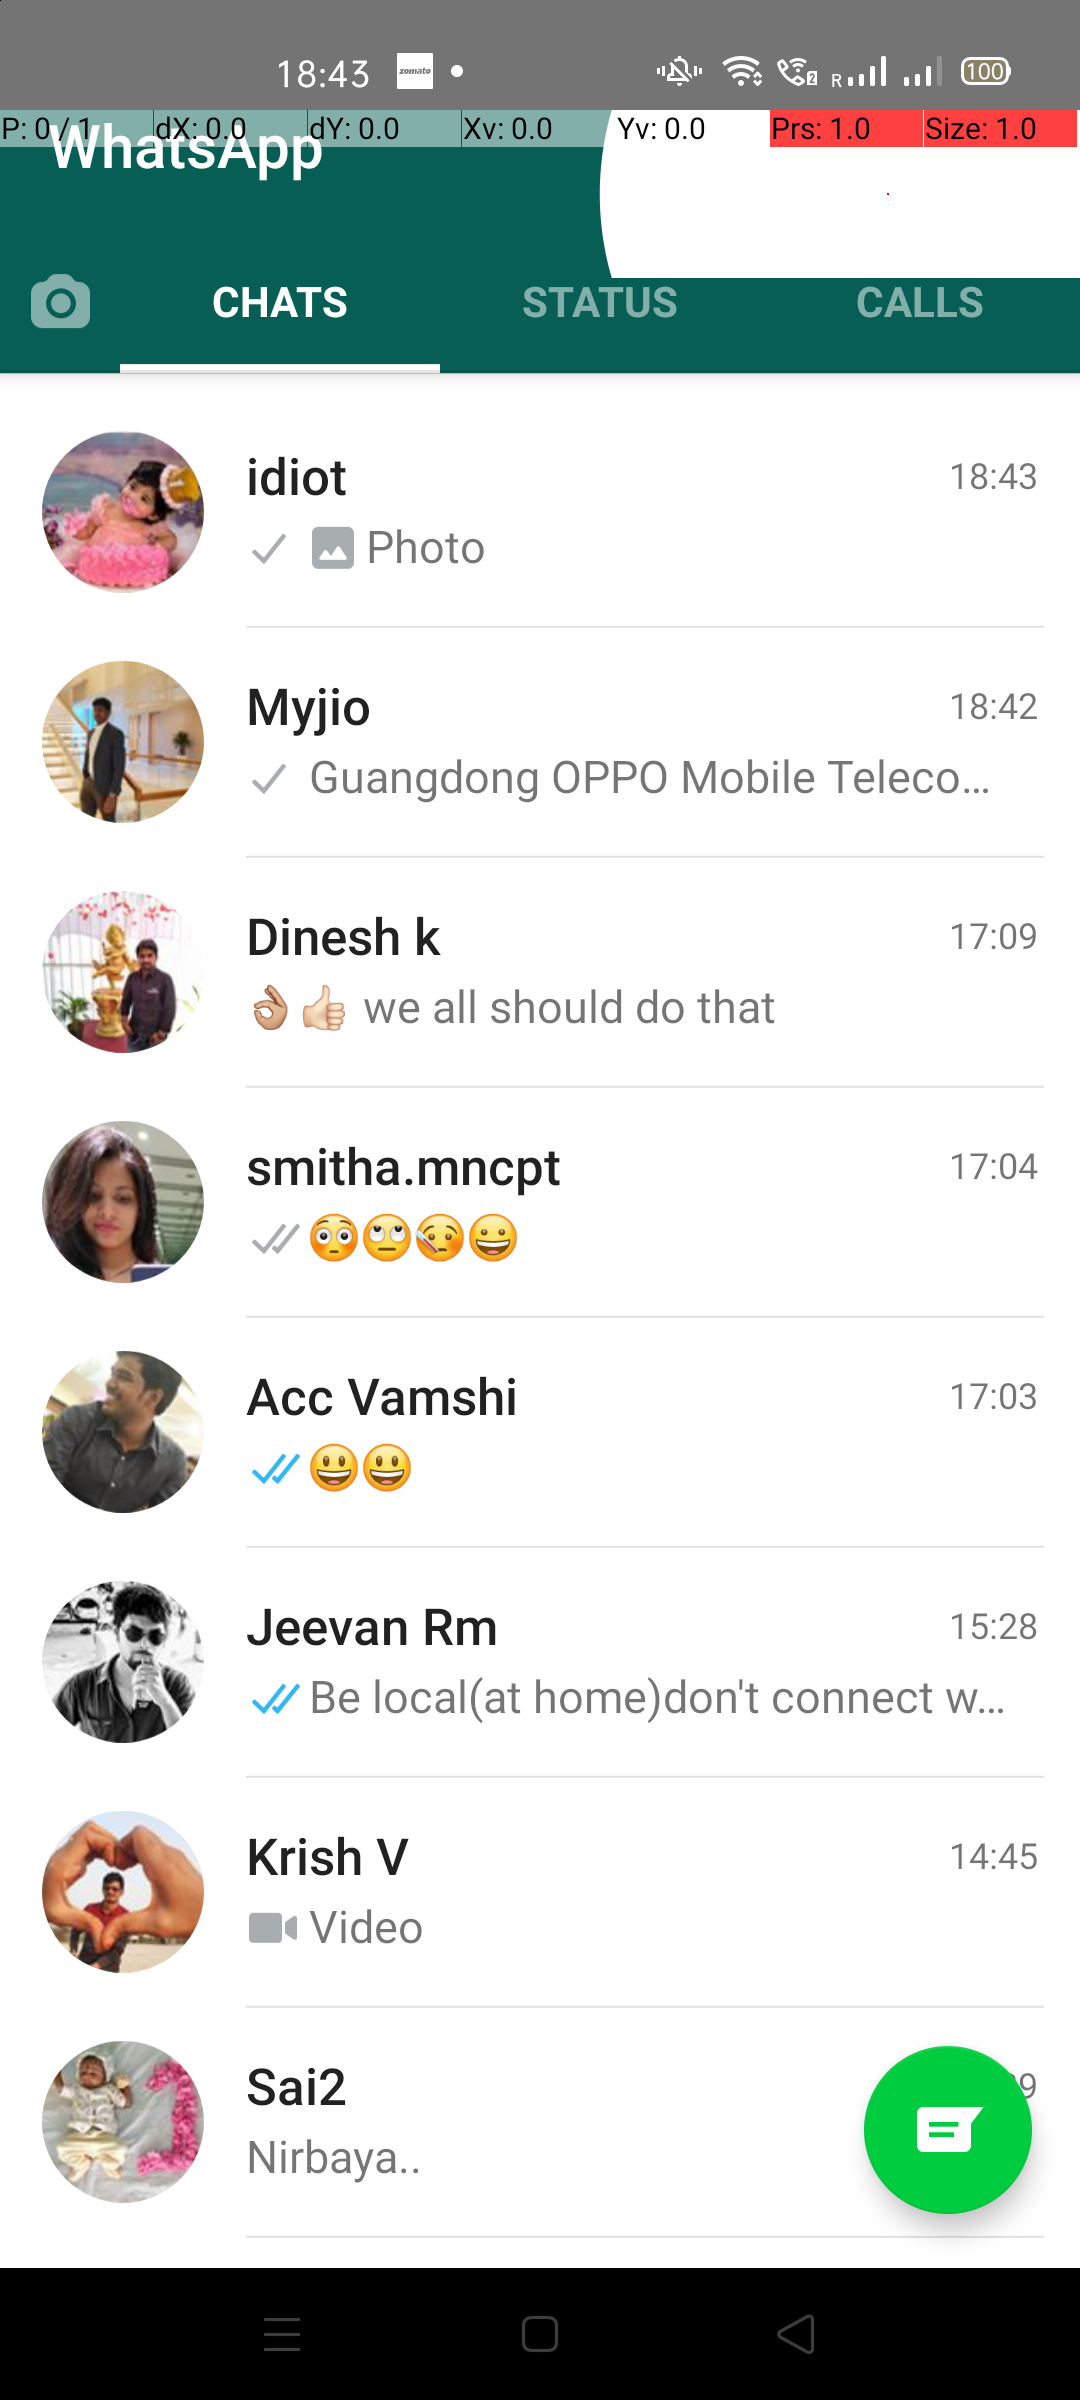 18:43 zomato R 100
P: 0 / 1 dX: 0.0 dY: 0.0 Xv: 0.0 Yv: 0.0 Prs: 1.0 Size: 1.0
WhatsApp
CHATS STATUS CALLS
idiot 18:43
Photo
Myjio 18:42
Guangdong OPPO Mobile Teleco...
Dinesh k 17:09
👌🏽👍🏻 we all should do that
smitha.mncpt 17:04
😳🙄🤒😀
Acc Vamshi 17:03
😃😃
Jeevan Rm 15:28
Be local(at home)don't connect w...
Krish V 14:45
Video
Sai2
Nirbaya..